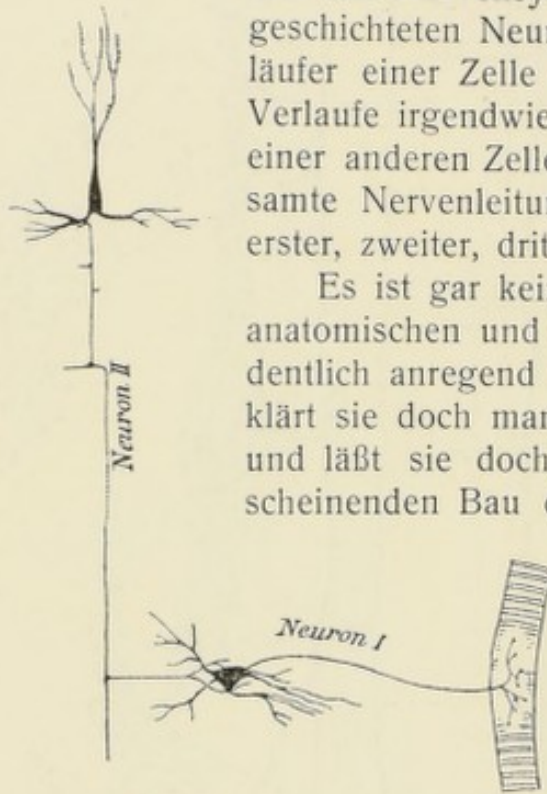 geschichteten Neur
läufer einer Zelle
Verlaufe irgendwie
einer anderen Zelle
samte Nervenleitu
erster, zweiter, drit
Es ist gar kei
anatomischen und
dentlich anregend
klärt sie doch mar
und läßt sie doch
scheinenden Bau
Neuron II
Neuron I